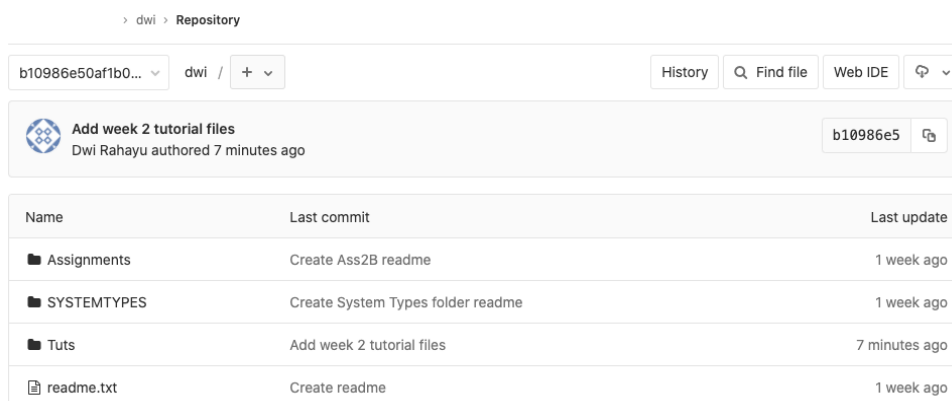 > dwi > Repository
b10986e50af1b0... dwi / +
History Find file Web IDE
Add week 2 tutorial files
Dwi Rahayu authored 7 minutes ago
b10986e5
Name Last commit Last update
Assignments Create Ass2B readme 1 week ago
SYSTEMTYPES Create System Types folder readme 1 week ago
Tuts Add week 2 tutorial files 7 minutes ago
readme.txt Create readme 1 week ago